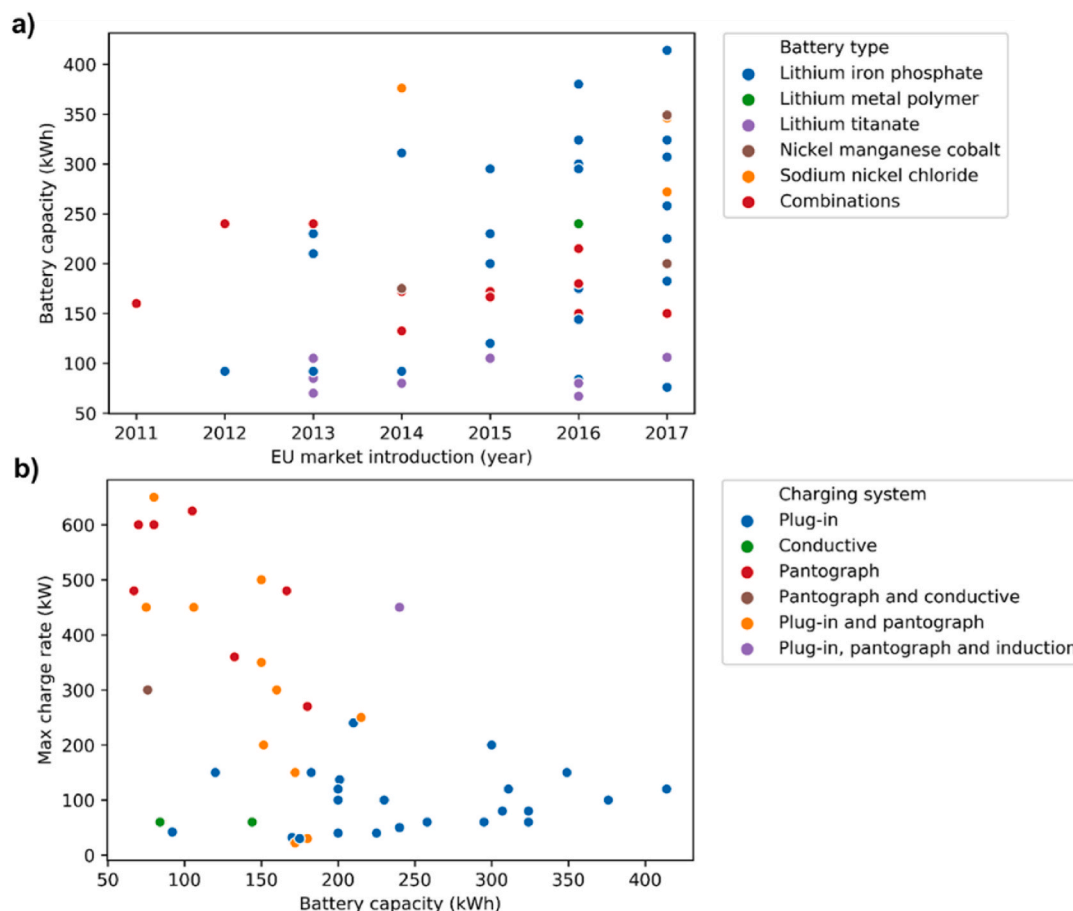 a)
Battery capacity (kWh)
400
350
300
250
200
150
100
50
2011 2012 2013 2014 2015 2016 2017
EU market introduction (year)
Battery type
Lithium iron phosphate
Lithium metal polymer
Lithium titanate
Nickel manganese cobalt
Sodium nickel chloride
Combinations
b)
Max charge rate (kW)
600
500
400
300
200
100
0
50 100 150 200 250 300 350 400
Battery capacity (kWh)
Charging system
Plug-in
Conductive
Pantograph
Pantograph and conductive
Plug-in and pantograph
Plug-in, pantograph and induction